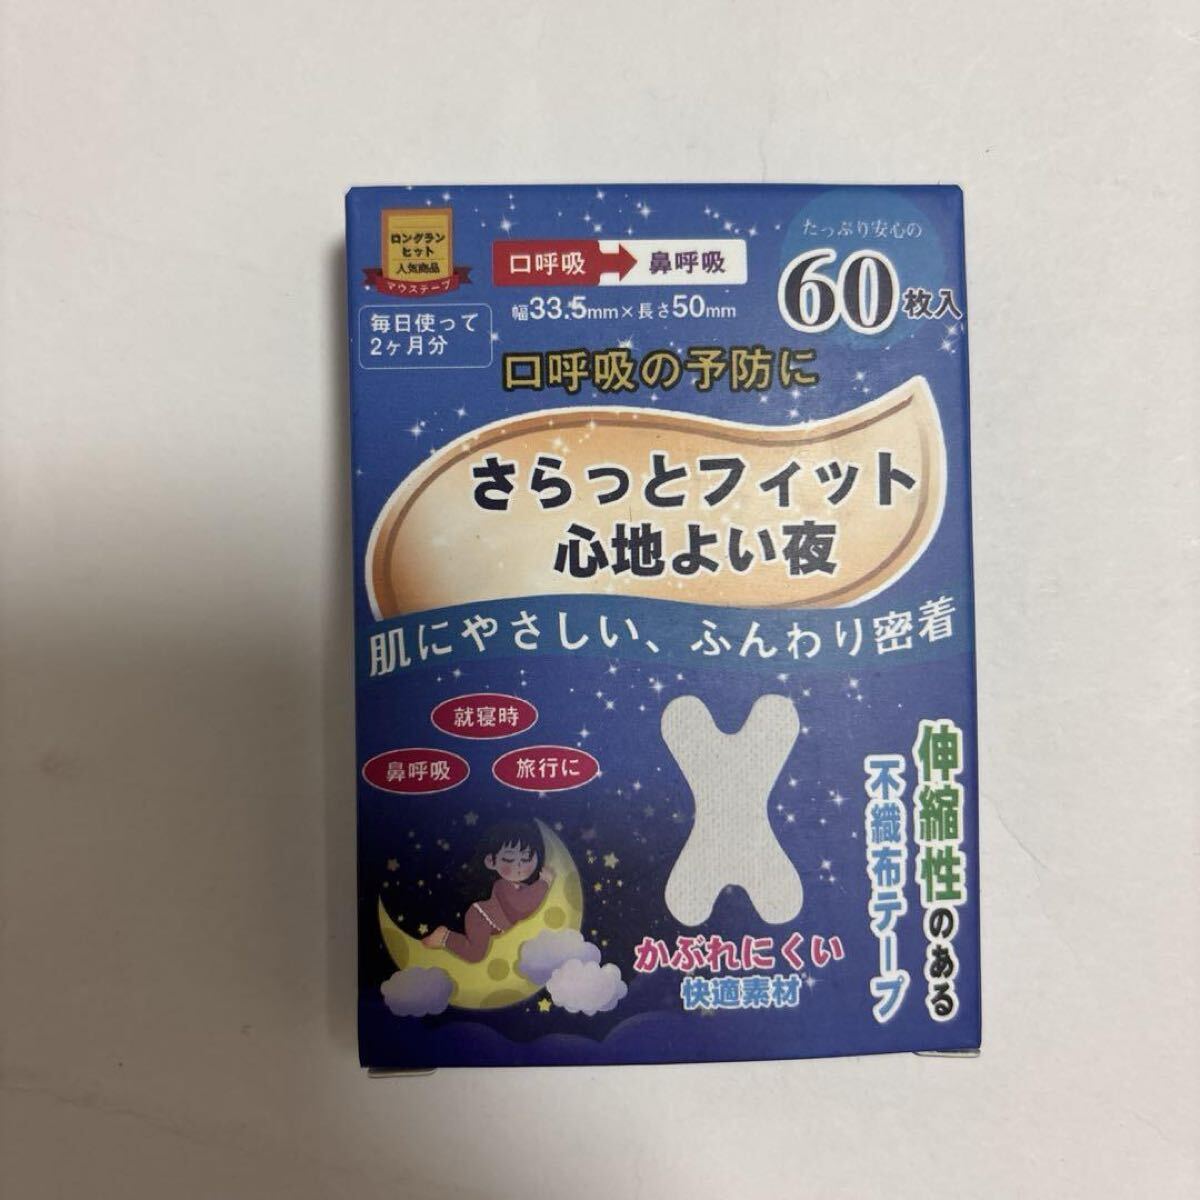 ロングラン
ヒット
人気商品
マウステープ
口呼吸 鼻呼吸
幅33.5mm×長さ50mm
たっぷり安心の
60枚入
毎日使って
2ヶ月分
口呼吸の予防に
さらっとフィット
心地よい夜
肌にやさしい、ふんわり密着
就寝時
鼻呼吸
旅行に
伸縮性のある
不織布テープ
かぶれにくい
快適素材